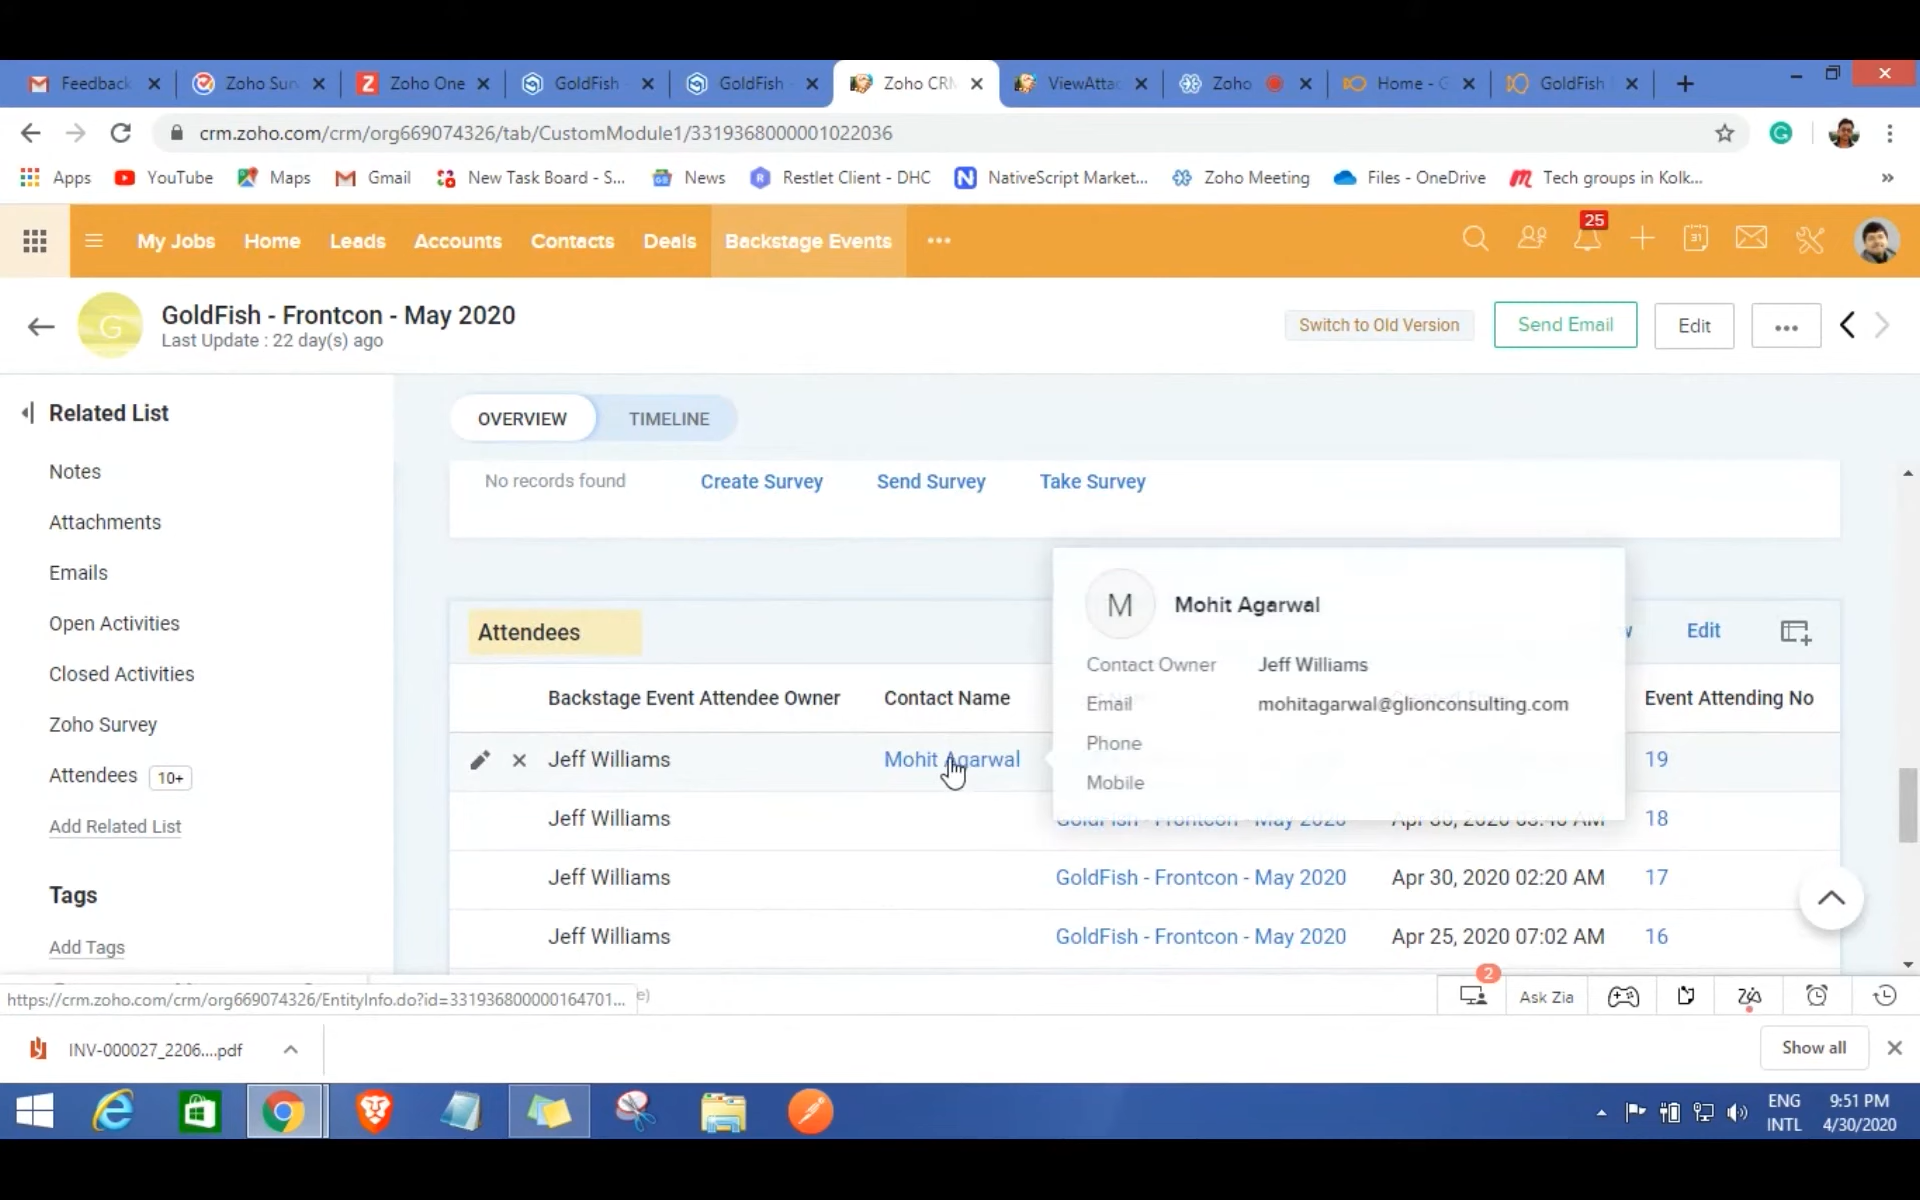 Feedback
Zoho Sur
Zoho One
GoldFish
GoldFish -
Zoho CRM
ViewAttac
Zoho
Home - G
GoldFish
crm.zoho.com/crm/org669074326/tab/CustomModule1/3319368000001022036
Apps
YouTube
Maps
Gmail
New Task Board - S...
News
Restlet Client - DHC
NativeScript Market...
Zoho Meeting
Files - OneDrive
Tech groups in Kolk...
»
My Jobs
Home
Leads
Accounts
Contacts
Deals
Backstage Events
25
31
G
GoldFish - Frontcon - May 2020
Last Update : 22 day(s) ago
Switch to Old Version
Send Email
Edit
Related List
Notes
Attachments
Emails
Open Activities
Closed Activities
Zoho Survey
Attendees 10+
Add Related List
Tags
Add Tags
OVERVIEW
TIMELINE
No records found
Create Survey
Send Survey
Take Survey
Attendees
Edit
Backstage Event Attendee Owner
Contact Name
Event Attending No
M
Mohit Agarwal
Contact Owner Jeff Williams
Email mohitagarwal@glionconsulting.com
Phone
Mobile
Jeff Williams Mohit Agarwal 19
Jeff Williams GoldFish - Frontcon - May 2020 18
Jeff Williams GoldFish - Frontcon - May 2020 Apr 30, 2020 02:20 AM 17
Jeff Williams GoldFish - Frontcon - May 2020 Apr 25, 2020 07:02 AM 16
https://crm.zoho.com/crm/org669074326/EntityInfo.do?id=331936800000164701...
2
Ask Zia
INV-000027_2206....pdf
Show all
ENG
INTL
9:51 PM
4/30/2020